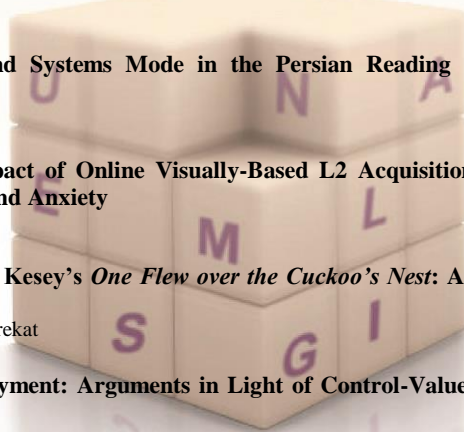 nd Systems Mode in the Persian Reading
U N A
pact of Online Visually-Based L2 Acquisition
nd Anxiety
E M L
Kesey's One Flew over the Cuckoo's Nest: A
rekat
S G I
yment: Arguments in Light of Control-Value